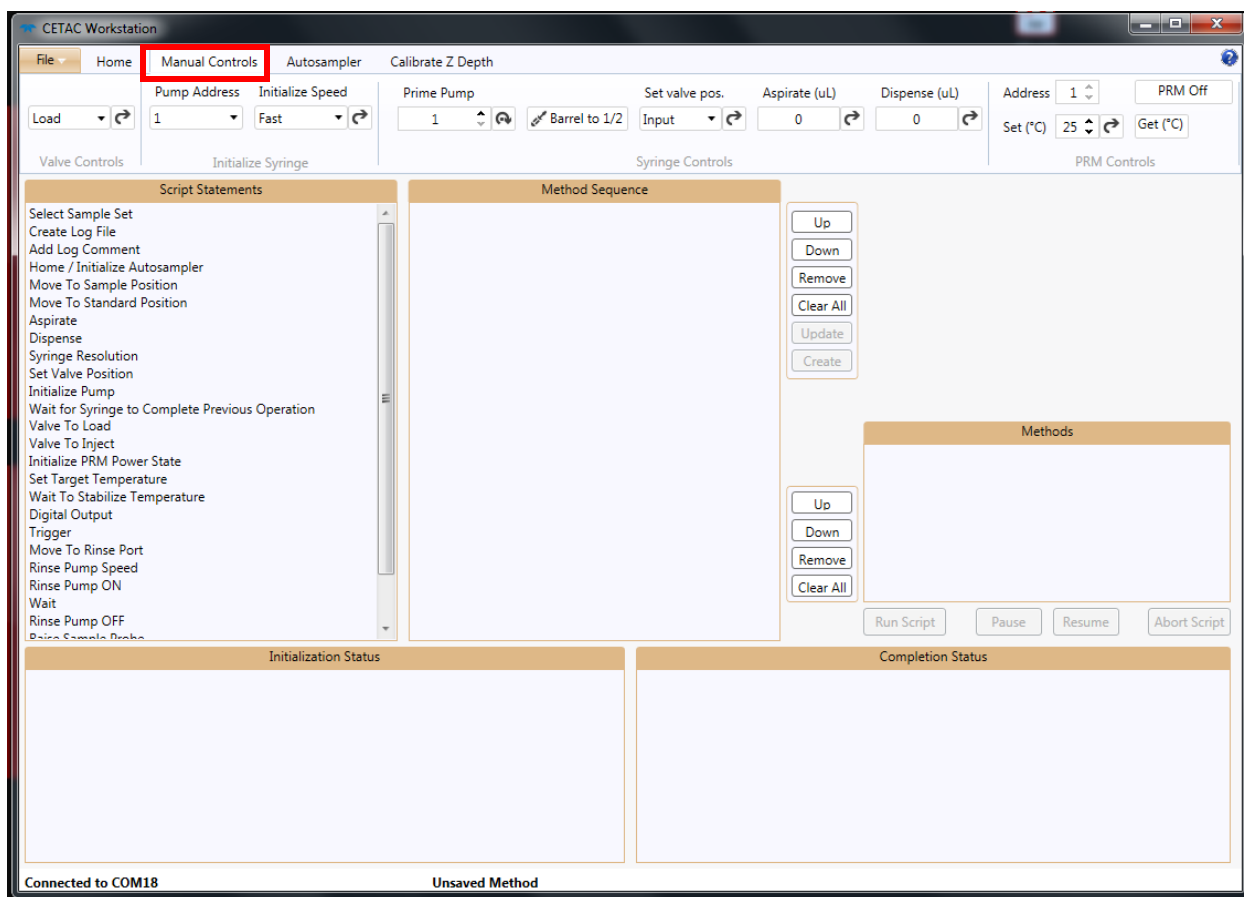 CETAC Workstation
File Home Manual Controls Autosampler Calibrate Z Depth
Pump Address Initialize Speed Prime Pump Set valve pos. Aspirate (uL) Dispense (uL) Address 1 PRM Off
Load 1 Fast 1 Barrel to 1/2 Input 0 0 Set (°C) 25 Get (°C)
Valve Controls Initialize Syringe Syringe Controls PRM Controls
Script Statements
Select Sample Set
Create Log File
Add Log Comment
Home / Initialize Autosampler
Move To Sample Position
Move To Standard Position
Aspirate
Dispense
Syringe Resolution
Set Valve Position
Initialize Pump
Wait for Syringe to Complete Previous Operation
Valve To Load
Valve To Inject
Initialize PRM Power State
Set Target Temperature
Wait To Stabilize Temperature
Digital Output
Trigger
Move To Rinse Port
Rinse Pump Speed
Rinse Pump ON
Wait
Rinse Pump OFF
Raise Sample Probe
Method Sequence
Up
Down
Remove
Clear All
Update
Create
Up
Down
Remove
Clear All
Methods
Run Script Pause Resume Abort Script
Initialization Status
Completion Status
Connected to COM18 Unsaved Method